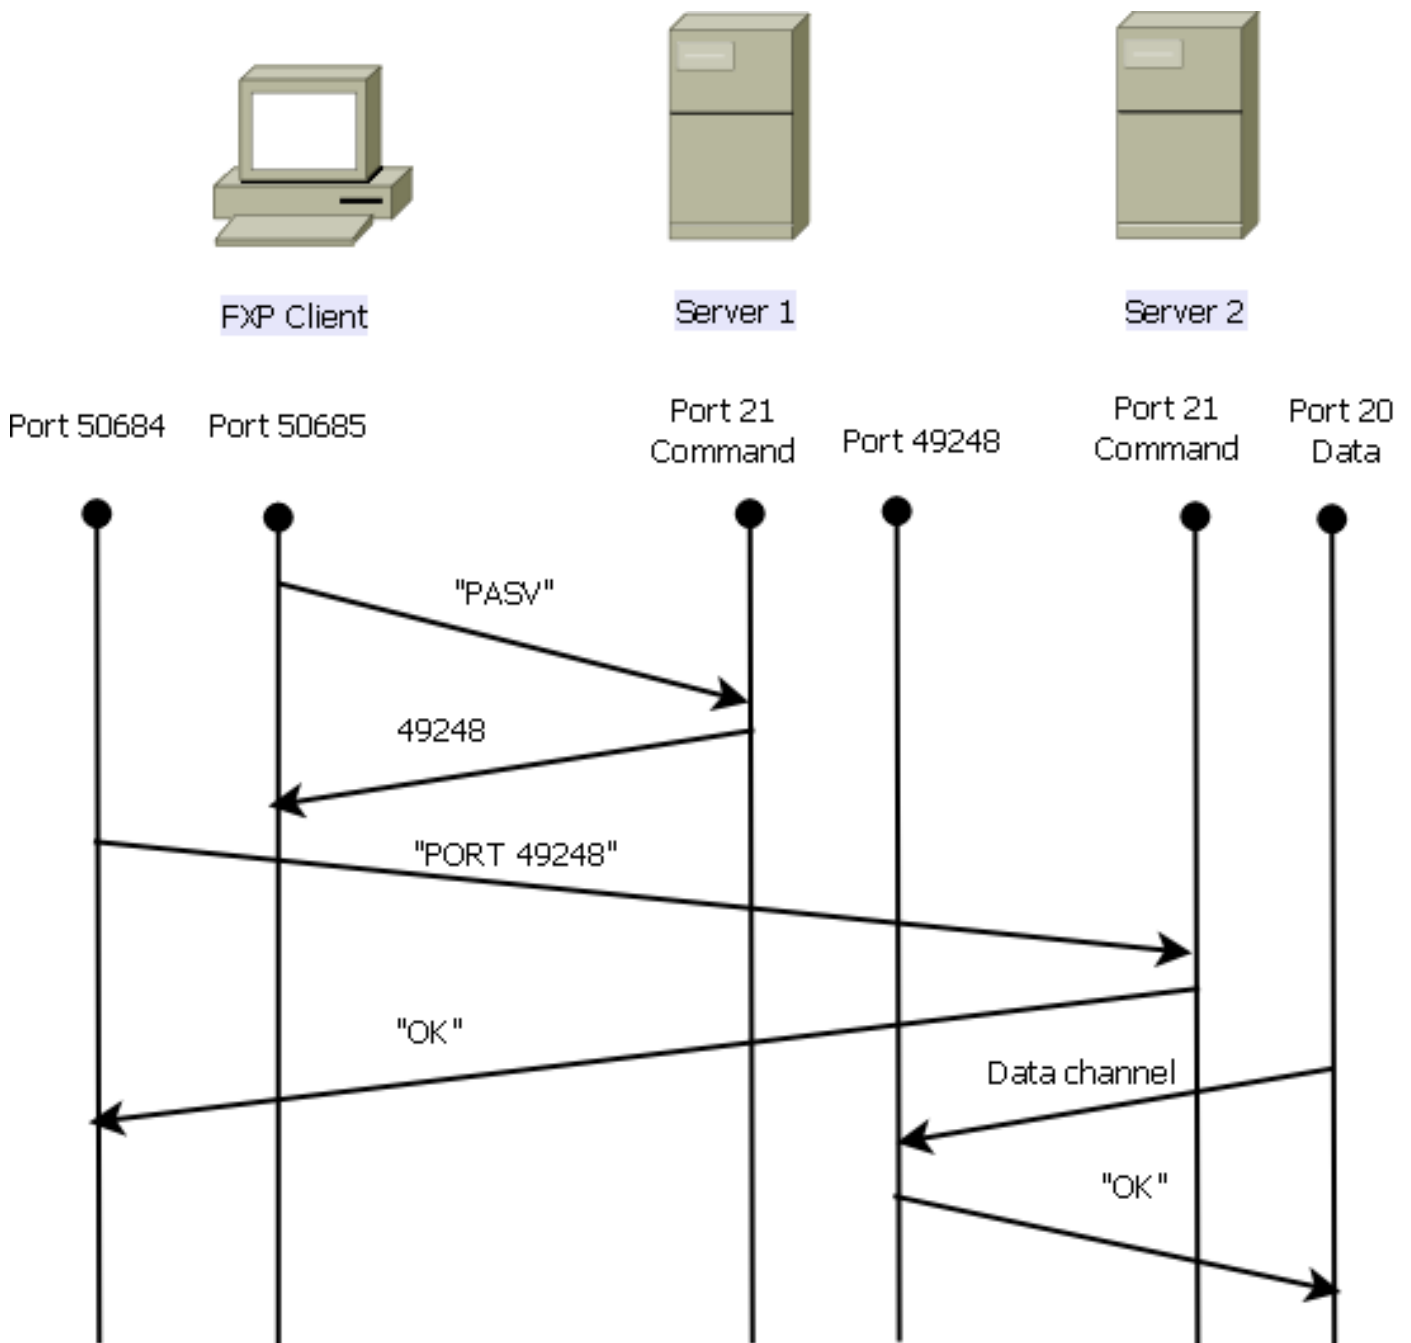 FXP Client
Server 1
Server 2
Port 50684
Port 50685
Port 21
Command
Port 49248
Port 21
Command
Port 20
Data
"PASV"
49248
"PORT 49248"
"OK"
Data channel
"OK"